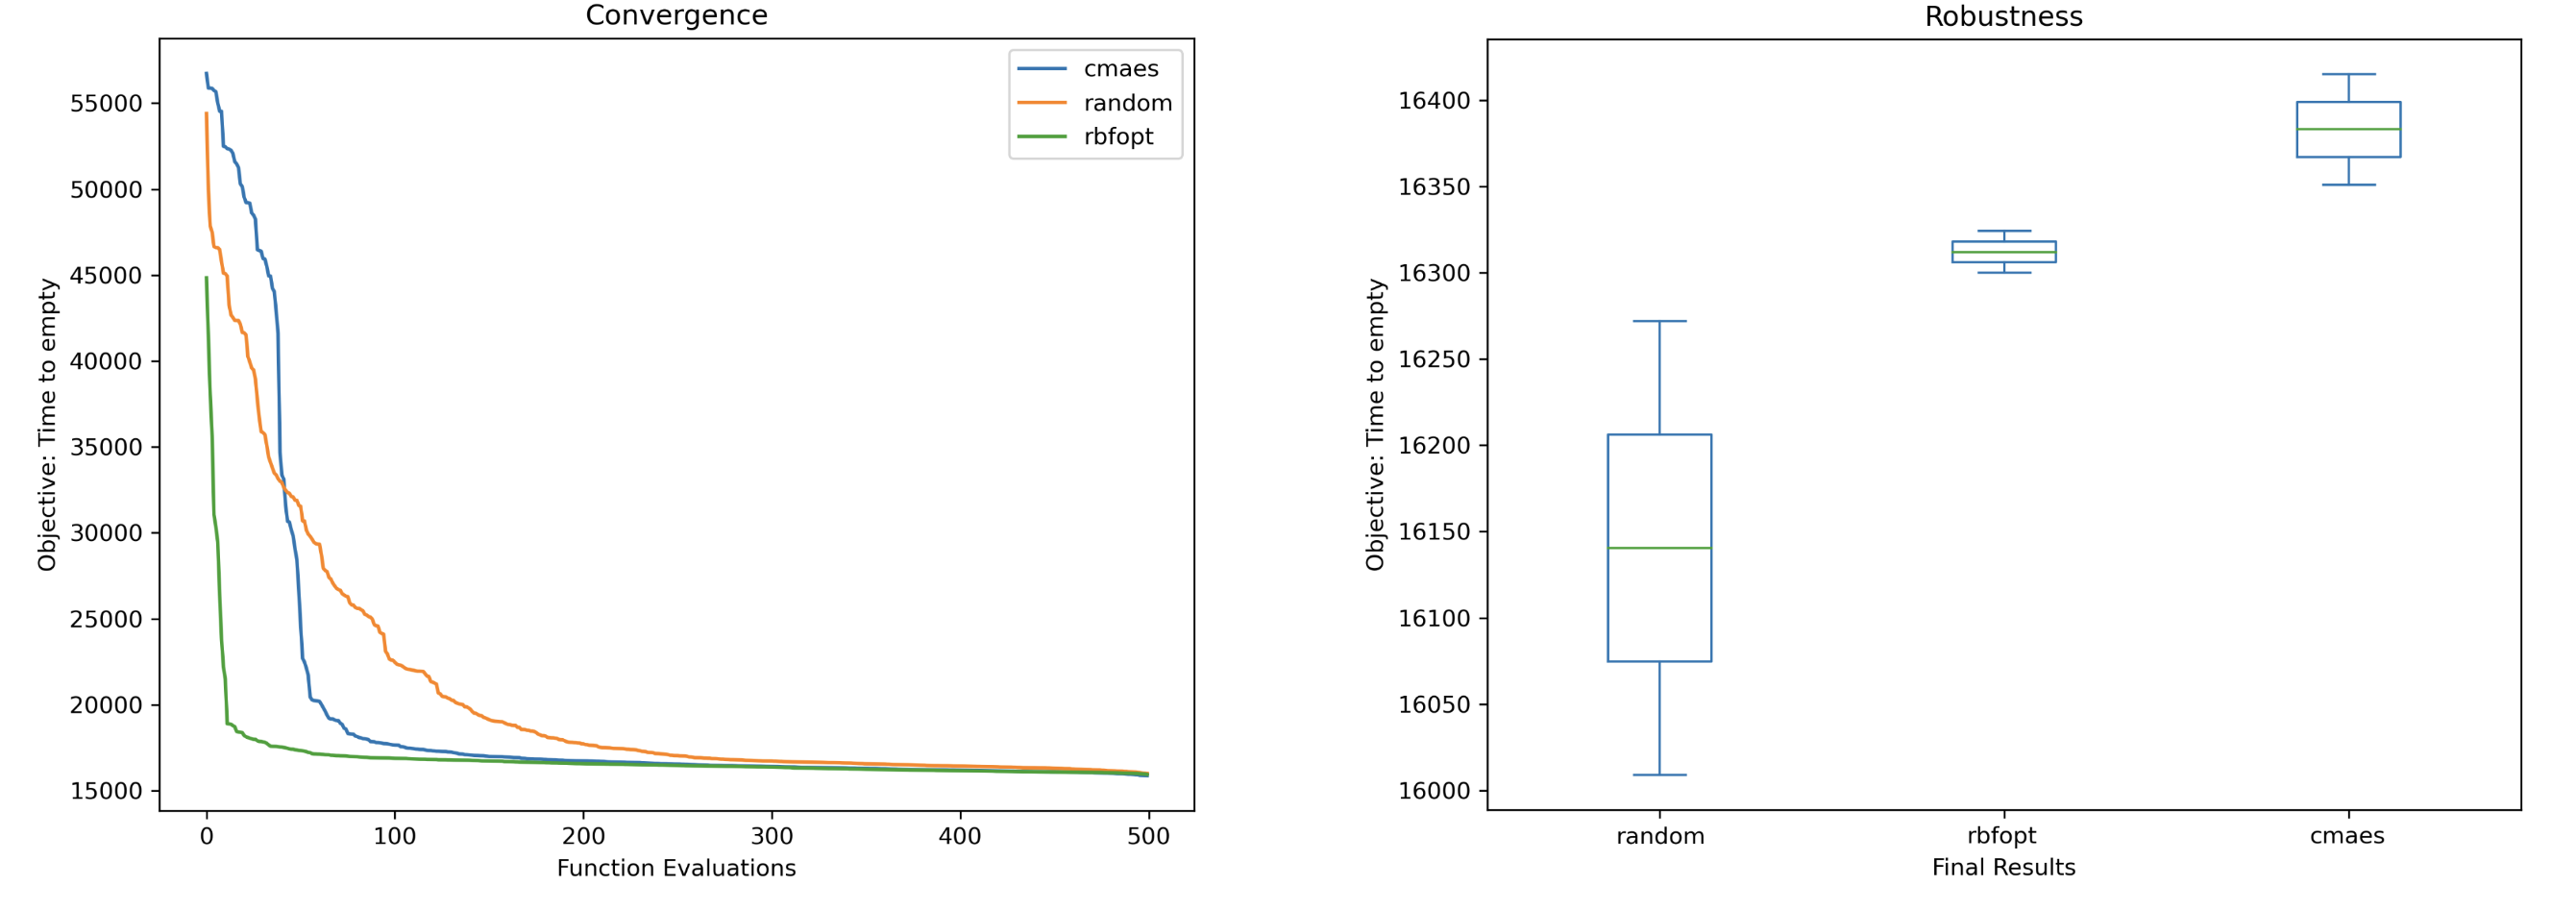 Convergence
Objective: Time to empty
55000
50000
45000
40000
35000
30000
25000
20000
15000
cmaes
random
rbfopt
0 100 200 300 400 500
Function Evaluations
Robustness
Objective: Time to empty
16400
16350
16300
16250
16200
16150
16100
16050
16000
random rbfopt cmaes
Final Results